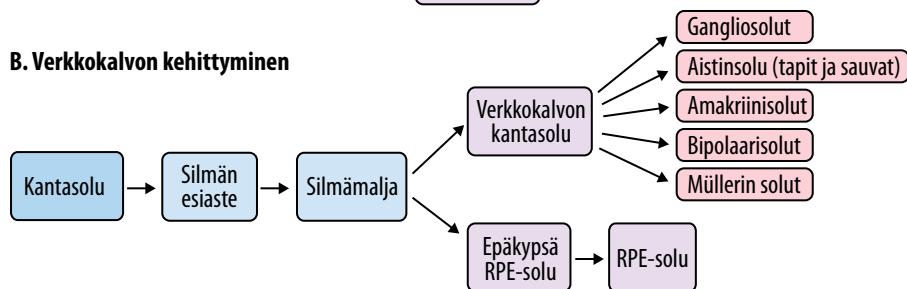 B. Verkkokalvon kehittyminen
Kantasolu
Silmän
esiaste
Silmämalja
Verkkokalvon
kantasolu
Gangliosolut
Aistinsolu (tapit ja sauvat)
Amakriinisolut
Bipolaarisolut
Müllerin solut
Epäkypsä
RPE-solu
RPE-solu